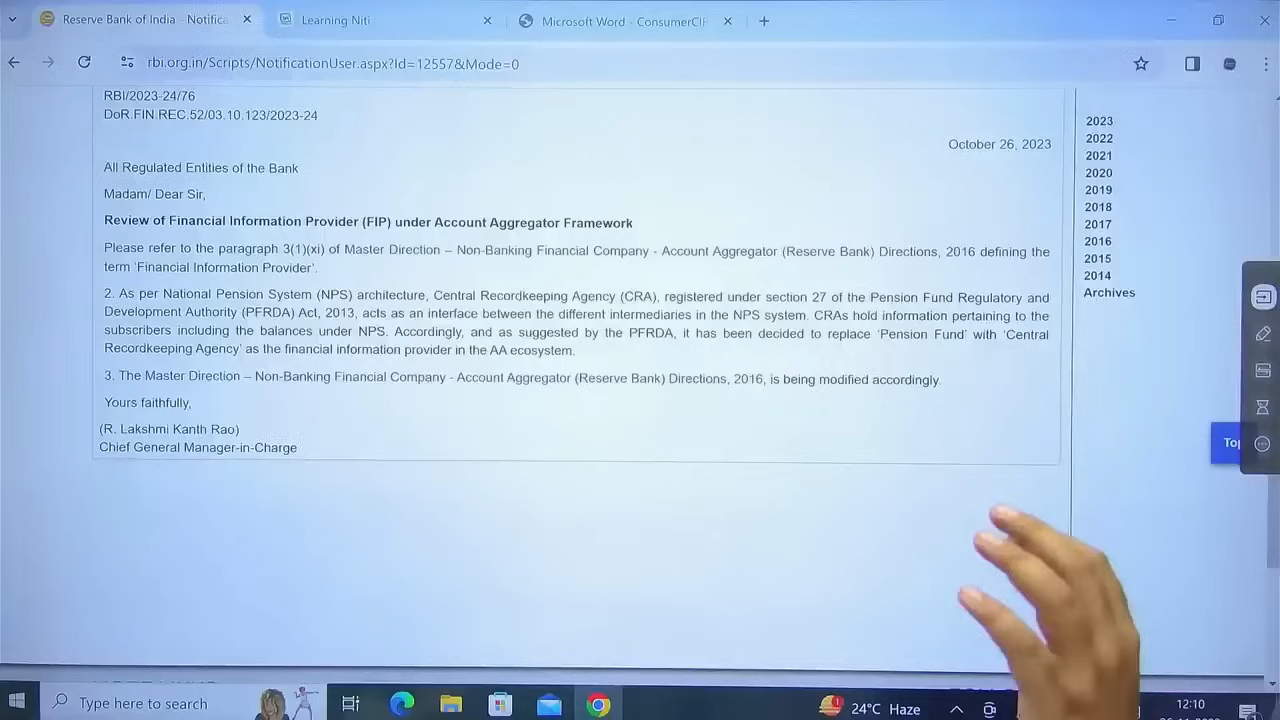 Reserve Bank of India - Notifica
Learning Niti
Microsoft Word - ConsumerCIF
rbi.org.in/Scripts/NotificationUser.aspx?Id=12557&Mode=0
RBI/2023-24/76
DoR.FIN.REC.52/03.10.123/2023-24
October 26, 2023
All Regulated Entities of the Bank
Madam/ Dear Sir,
Review of Financial Information Provider (FIP) under Account Aggregator Framework
Please refer to the paragraph 3(1)(xi) of Master Direction – Non-Banking Financial Company - Account Aggregator (Reserve Bank) Directions, 2016 defining the
term 'Financial Information Provider'.
2. As per National Pension System (NPS) architecture, Central Recordkeeping Agency (CRA), registered under section 27 of the Pension Fund Regulatory and
Development Authority (PFRDA) Act, 2013, acts as an interface between the different intermediaries in the NPS system. CRAs hold information pertaining to the
subscribers including the balances under NPS. Accordingly, and as suggested by the PFRDA, it has been decided to replace 'Pension Fund' with 'Central
Recordkeeping Agency' as the financial information provider in the AA ecosystem.
3. The Master Direction – Non-Banking Financial Company - Account Aggregator (Reserve Bank) Directions, 2016, is being modified accordingly.
Yours faithfully,
(R. Lakshmi Kanth Rao)
Chief General Manager-in-Charge
2023
2022
2021
2020
2019
2018
2017
2016
2015
2014
Archives
Top
Type here to search
1
24°C Haze
12:10